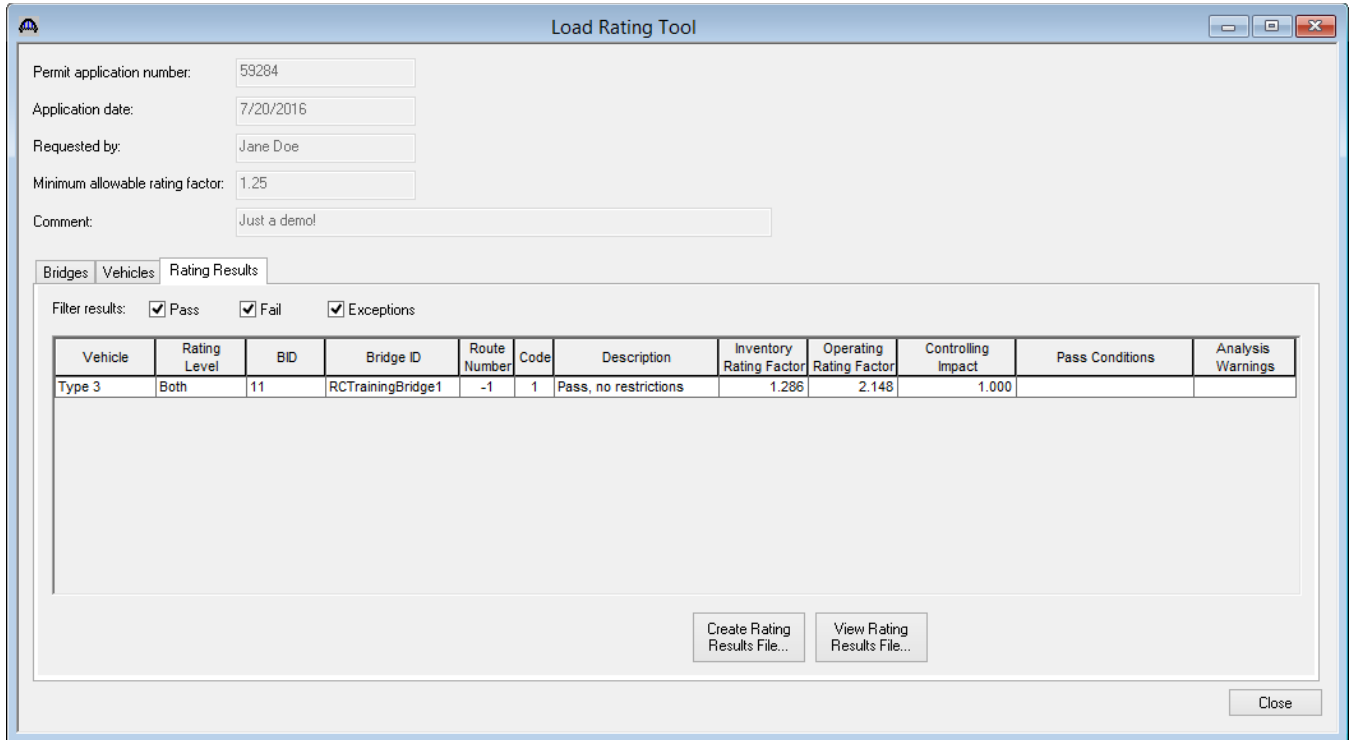 Load Rating Tool
Permit application number: 59284
Application date: 7/20/2016
Requested by: Jane Doe
Minimum allowable rating factor: 1.25
Comment: Just a demo!
Bridges Vehicles Rating Results
Filter results: Pass Fail Exceptions
Vehicle Rating Level BID Bridge ID Route Number Code Description Inventory Rating Factor Operating Rating Factor Controlling Impact Pass Conditions Analysis Warnings
Type 3 Both 11 RCTrainingBridge1 -1 1 Pass, no restrictions 1.286 2.148 1.000
Create Rating Results File... View Rating Results File...
Close